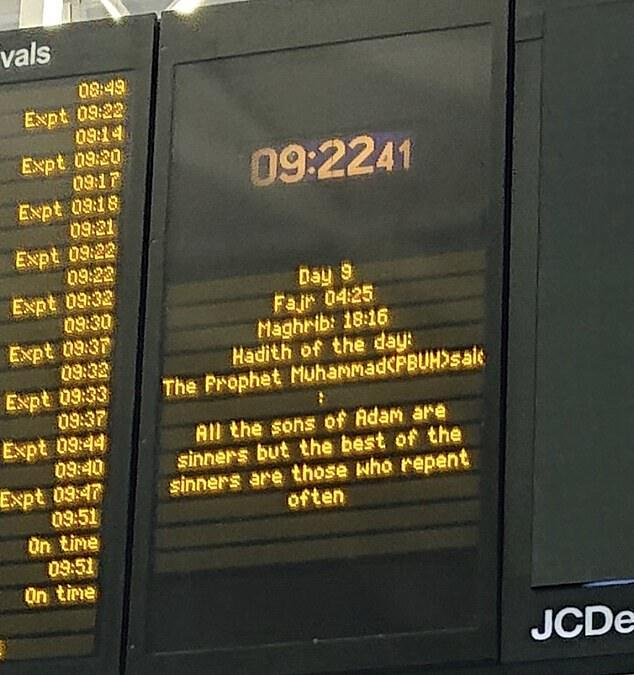 vals
08:49
Expt 09:22
09:14
Expt 09:20
09:17
Expt 09:18
09:21
Expt 09:22
09:22
Expt 09:32
09:30
Expt 09:37
09:32
Expt 09:33
09:37
Expt 09:44
09:40
Expt 09:47
09:51
On time
09:51
On time
09:22 41
Day 9
Fajr 04:25
Maghrib: 18:16
Hadith of the day:
The Prophet Muhammad(PBUH)said
:
All the sons of Adam are
sinners but the best of the
sinners are those who repent
often
JCDe